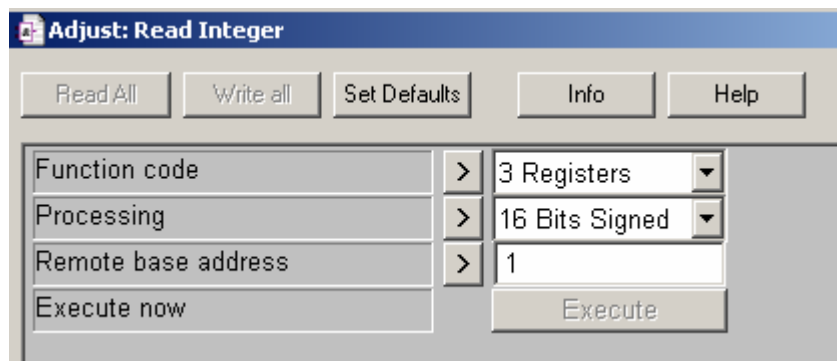 Adjust: Read Integer
Read All Write all Set Defaults Info Help
Function code > 3 Registers
Processing > 16 Bits Signed
Remote base address > 1
Execute now Execute